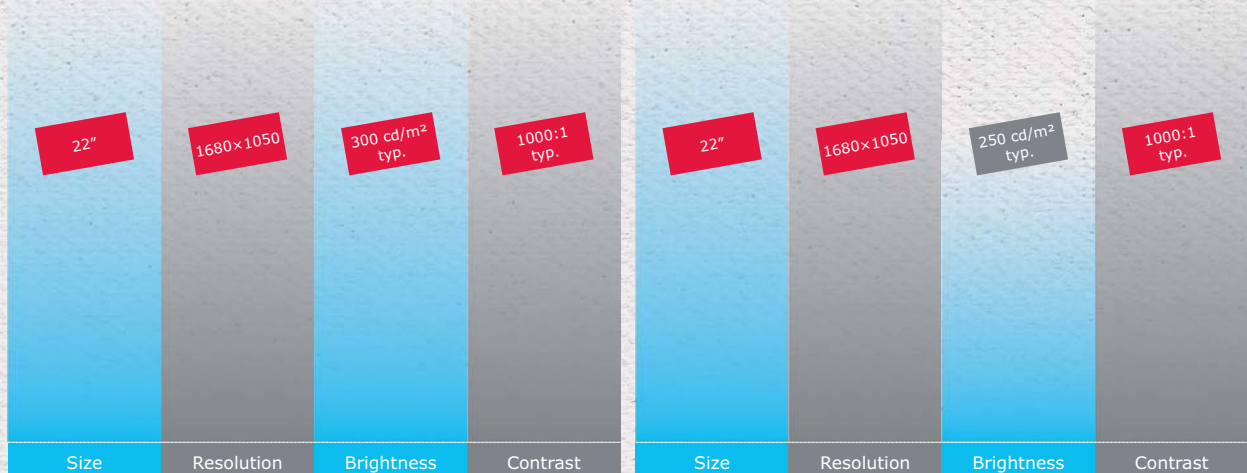 22″
1680×1050
300 cd/m²
typ.
1000:1
typ.
22″
1680×1050
250 cd/m²
typ.
1000:1
typ.
Size
Resolution
Brightness
Contrast
Size
Resolution
Brightness
Contrast